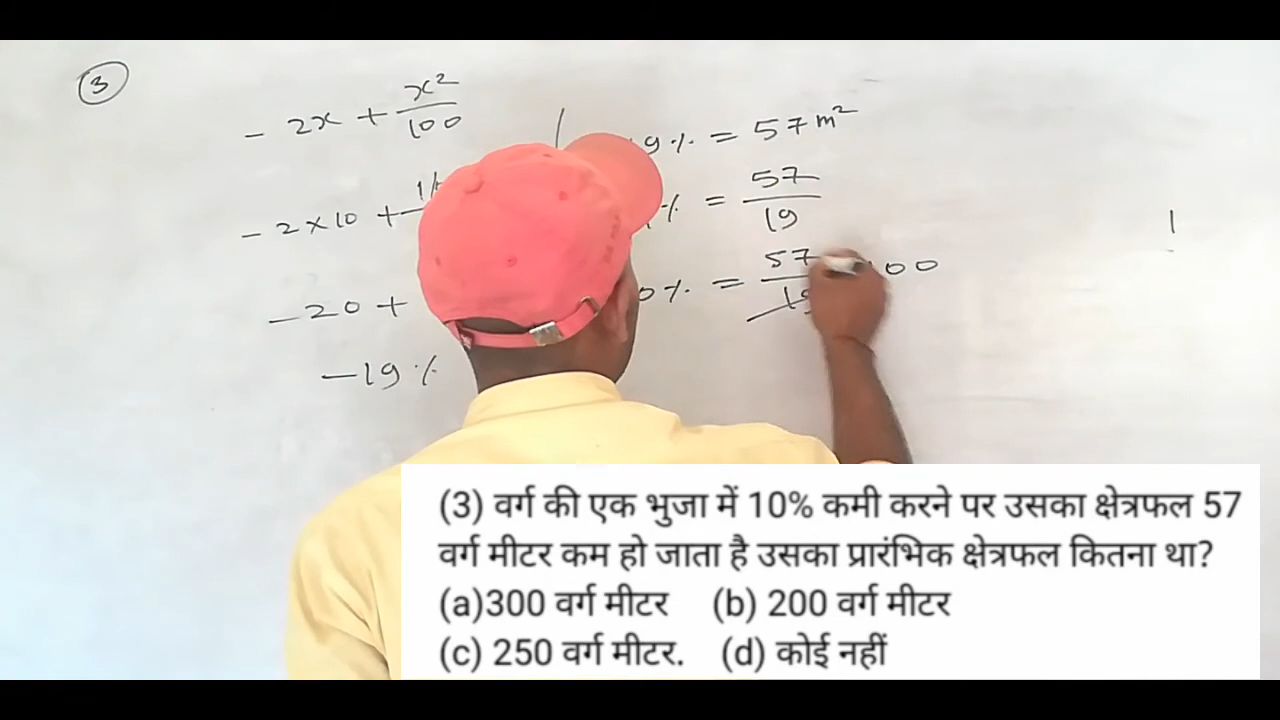 3
- 2x + x²/100
- 2×10 +
- 20 +
-19%
9% = 57m²
% = 57/19
0% = 57/19 00
(3) वर्ग की एक भुजा में 10% कमी करने पर उसका क्षेत्रफल 57
वर्ग मीटर कम हो जाता है उसका प्रारंभिक क्षेत्रफल कितना था?
(a)300 वर्ग मीटर (b) 200 वर्ग मीटर
(c) 250 वर्ग मीटर. (d) कोई नहीं